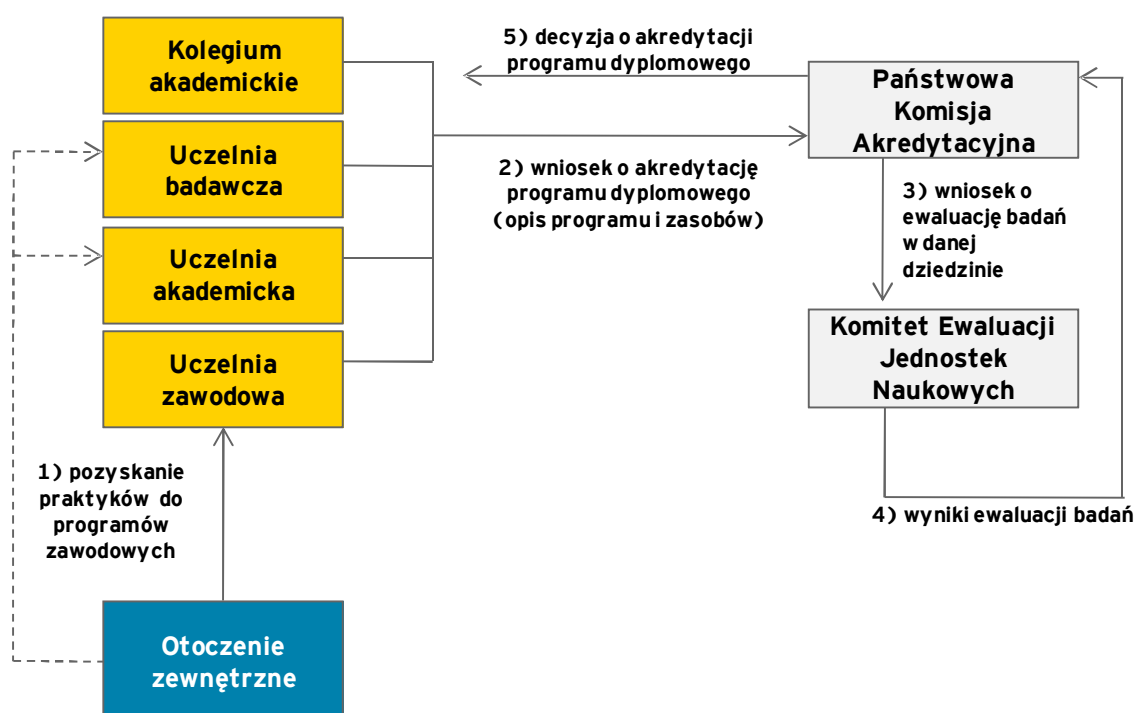 Kolegium
akademickie
Uczelnia
badawcza
Uczelnia
akademicka
Uczelnia
zawodowa
1) pozyskanie
praktyków do
programów
zawodowych
Otoczenie
zewnętrzne
5) decyzja o akredytacji
programu dyplomowego
2) wniosek o akredytację
programu dyplomowego
(opis programu i zasobów)
Państwowa
Komisja
Akredytacyjna
3) wniosek o
ewaluację badań
w danej
dziedzinie
Komitet Ewaluacji
Jednostek
Naukowych
4) wyniki ewaluacji badań